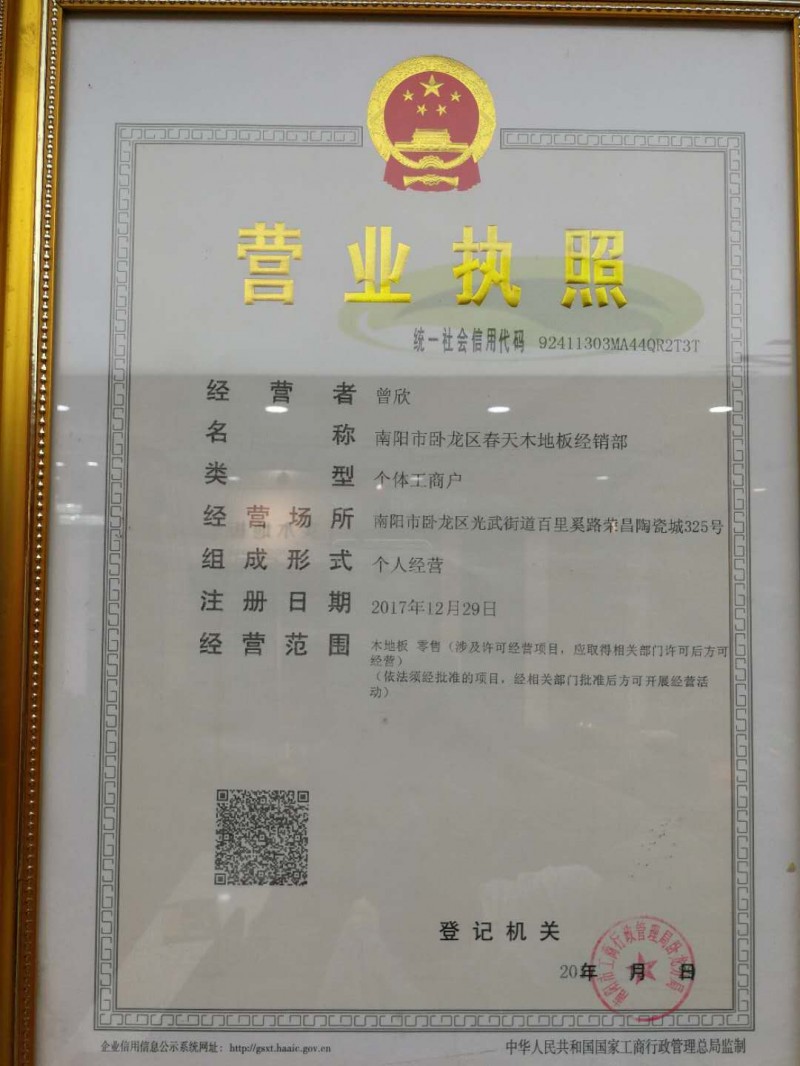 营业执照
统一社会信用代码 92411303MA44QR2T3T
经营者 曾欣
名称 南阳市卧龙区春天木地板经销部
类型 个体工商户
经营场所 南阳市卧龙区光武街道百里奚路荣昌陶瓷城325号
组成形式 个人经营
注册日期 2017年12月29日
经营范围 木地板 零售（涉及许可经营项目，应取得相关部门许可后方可
经营）
（依法须经批准的项目，经相关部门批准后方可开展经营活
动）
登记机关
20 年 月 日
企业信用信息公示系统网址：http://gsxt.haaic.gov.cn
中华人民共和国国家工商行政管理总局监制